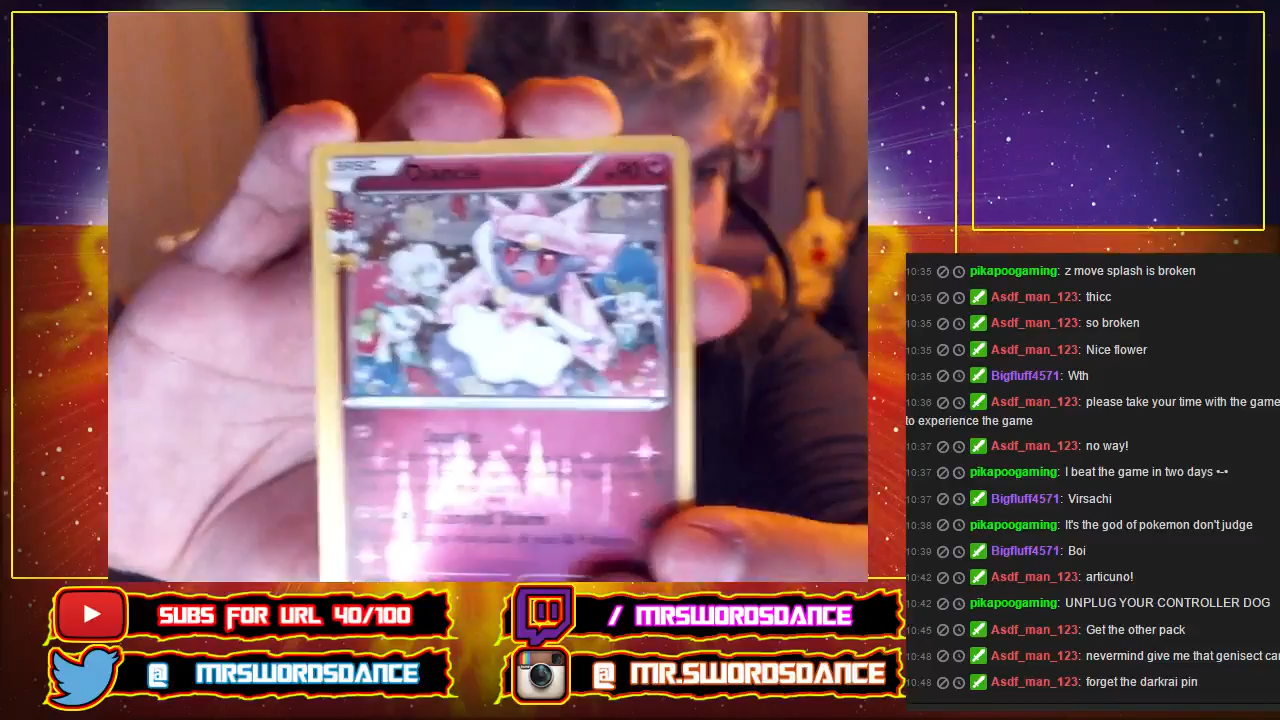 BASIC Diancie 90
10:35 pikapoogaming: z move splash is broken
10:35 Asdf_man_123: thicc
10:35 Asdf_man_123: so broken
10:35 Asdf_man_123: Nice flower
10:35 Bigfluff4571: Wth
10:36 Asdf_man_123: please take your time with the game
to experience the game
10:37 Asdf_man_123: no way!
10:37 pikapoogaming: I beat the game in two days •-•
10:37 Bigfluff4571: Virsachi
10:38 pikapoogaming: It's the god of pokemon don't judge
10:39 Bigfluff4571: Boi
10:42 Asdf_man_123: articuno!
10:42 pikapoogaming: UNPLUG YOUR CONTROLLER DOG
10:45 Asdf_man_123: Get the other pack
10:48 Asdf_man_123: nevermind give me that genisect car
10:48 Asdf_man_123: forget the darkrai pin
SUBS FOR URL 40/100
/ MRSWORDSDANCE
@ MRSWORDSDANCE
@ MR.SWORDSDANCE